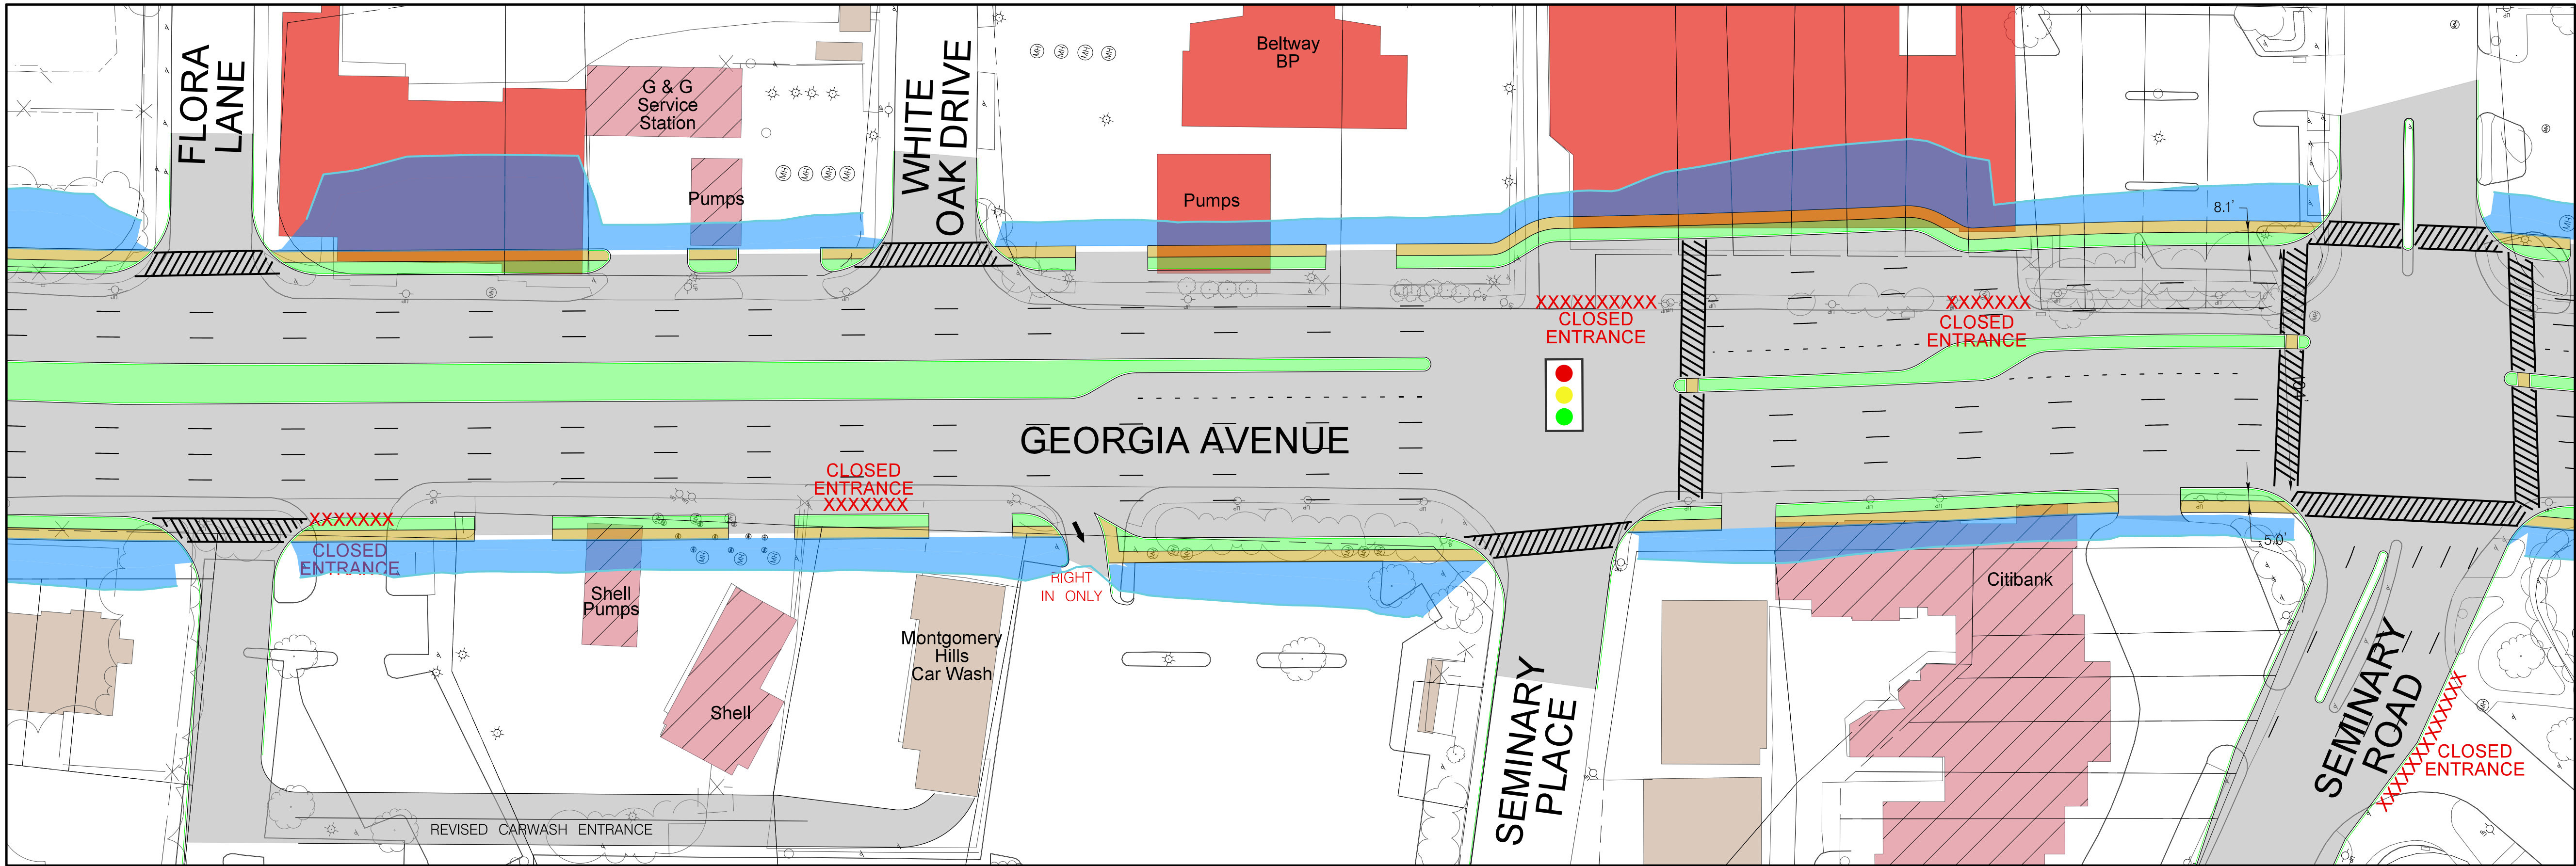 FLORA
LANE
G & G
Service
Station
Pumps
WHITE
OAK DRIVE
Beltway
BP
Pumps
8.1'
XXXXXXXXXX
CLOSED
ENTRANCE
XXXXXXX
CLOSED
ENTRANCE
GEORGIA AVENUE
CLOSED
ENTRANCE
XXXXXXX
XXXXXXX
CLOSED
ENTRANCE
RIGHT
IN ONLY
5.0'
Shell
Pumps
Shell
Montgomery
Hills
Car Wash
Citibank
SEMINARY
PLACE
SEMINARY
ROAD
CLOSED
ENTRANCE
REVISED CARWASH ENTRANCE